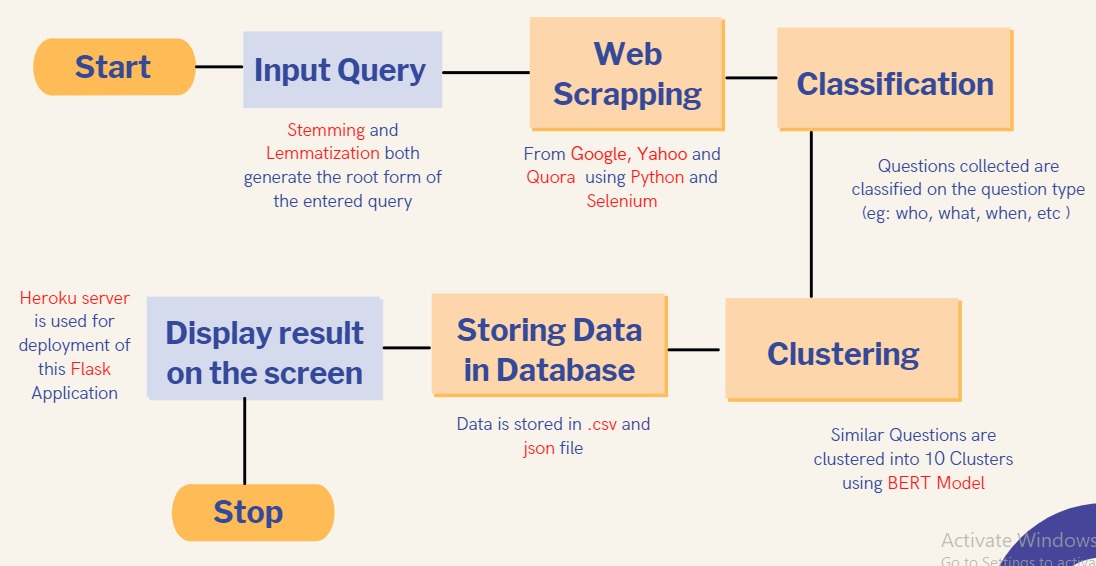 Start
Input Query
Stemming and
Lemmatization both
generate the root form of
the entered query
Web
Scrapping
From Google, Yahoo and
Quora using Python and
Selenium
Classification
Questions collected are
classified on the question type
(eg: who, what, when, etc )
Clustering
Similar Questions are
clustered into 10 Clusters
using BERT Model
Storing Data
in Database
Data is stored in .csv and
json file
Display result
on the screen
Heroku server
is used for
deployment of
this Flask
Application
Stop
Activate Windows
Go to Settings to activa